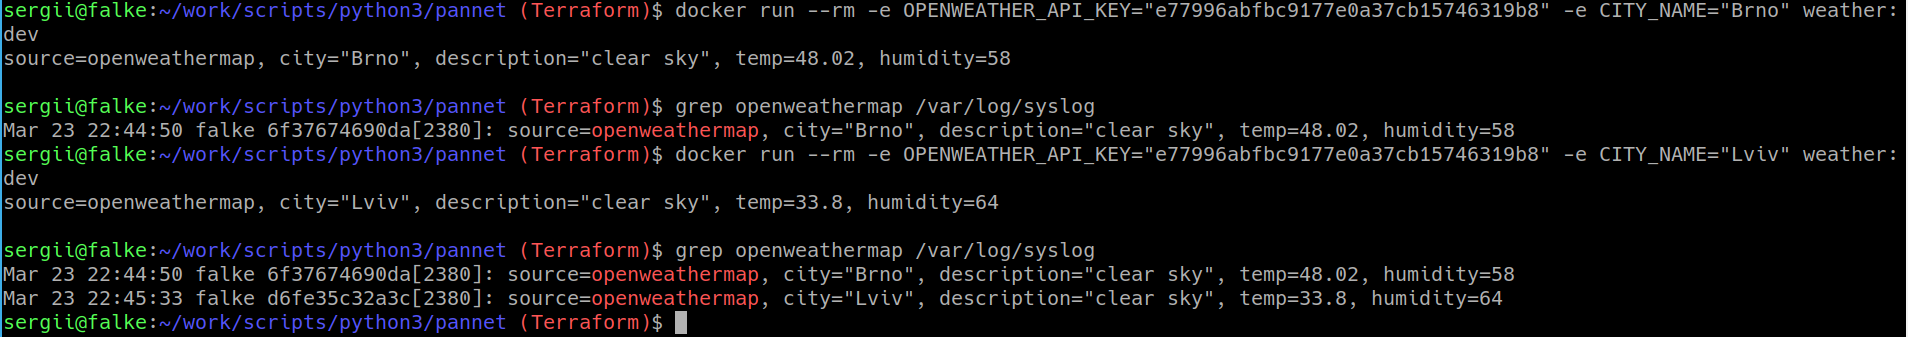 sergii@falke:~/work/scripts/python3/pannet (Terraform)$ docker run --rm -e OPENWEATHER_API_KEY="e77996abfbc9177e0a37cb15746319b8" -e CITY_NAME="Brno" weather:
dev
source=openweathermap, city="Brno", description="clear sky", temp=48.02, humidity=58
sergii@falke:~/work/scripts/python3/pannet (Terraform)$ grep openweathermap /var/log/syslog
Mar 23 22:44:50 falke 6f37674690da[2380]: source=openweathermap, city="Brno", description="clear sky", temp=48.02, humidity=58
sergii@falke:~/work/scripts/python3/pannet (Terraform)$ docker run --rm -e OPENWEATHER_API_KEY="e77996abfbc9177e0a37cb15746319b8" -e CITY_NAME="Lviv" weather:
dev
source=openweathermap, city="Lviv", description="clear sky", temp=33.8, humidity=64
sergii@falke:~/work/scripts/python3/pannet (Terraform)$ grep openweathermap /var/log/syslog
Mar 23 22:44:50 falke 6f37674690da[2380]: source=openweathermap, city="Brno", description="clear sky", temp=48.02, humidity=58
Mar 23 22:45:33 falke d6fe35c32a3c[2380]: source=openweathermap, city="Lviv", description="clear sky", temp=33.8, humidity=64
sergii@falke:~/work/scripts/python3/pannet (Terraform)$